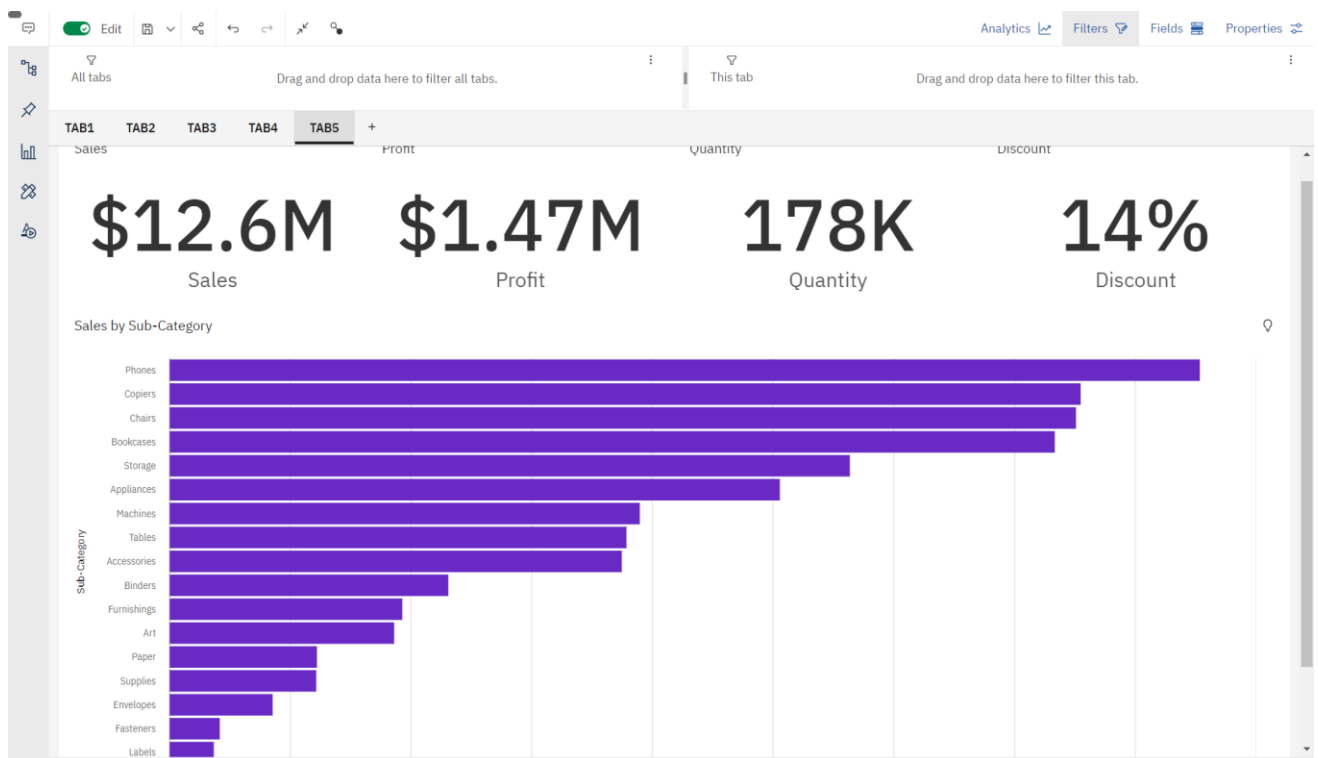 Edit
Analytics
Filters
Fields
Properties
All tabs
Drag and drop data here to filter all tabs.
This tab
Drag and drop data here to filter this tab.
TAB1 TAB2 TAB3 TAB4 TAB5 +
Sales Profit Quantity Discount
$12.6M $1.47M 178K 14%
Sales Profit Quantity Discount
Sales by Sub-Category
Sub-Category
Phones
Copiers
Chairs
Bookcases
Storage
Appliances
Machines
Tables
Accessories
Binders
Furnishings
Art
Paper
Supplies
Envelopes
Fasteners
Labels